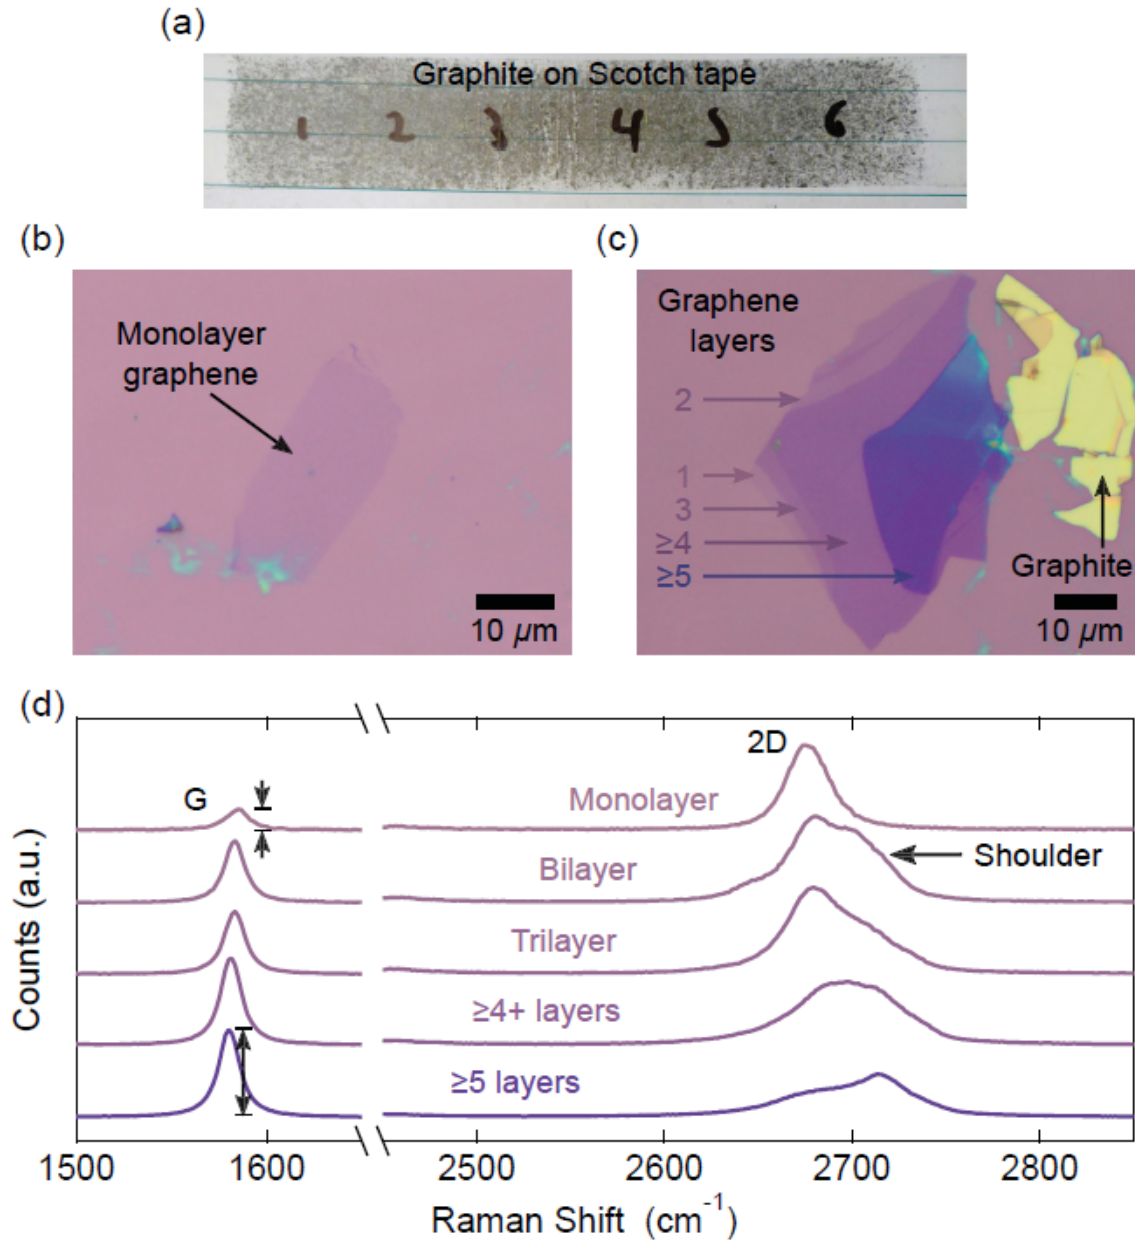 (a)
Graphite on Scotch tape
1 2 3 4 5 6
(b)
Monolayer
graphene
10 µm
(c)
Graphene
layers
2
1
3
≥4
≥5
Graphite
10 µm
(d)
G
2D
Monolayer
Bilayer
Shoulder
Trilayer
≥4+ layers
≥5 layers
Counts (a.u.)
1500 1600 2500 2600 2700 2800
Raman Shift (cm⁻¹)